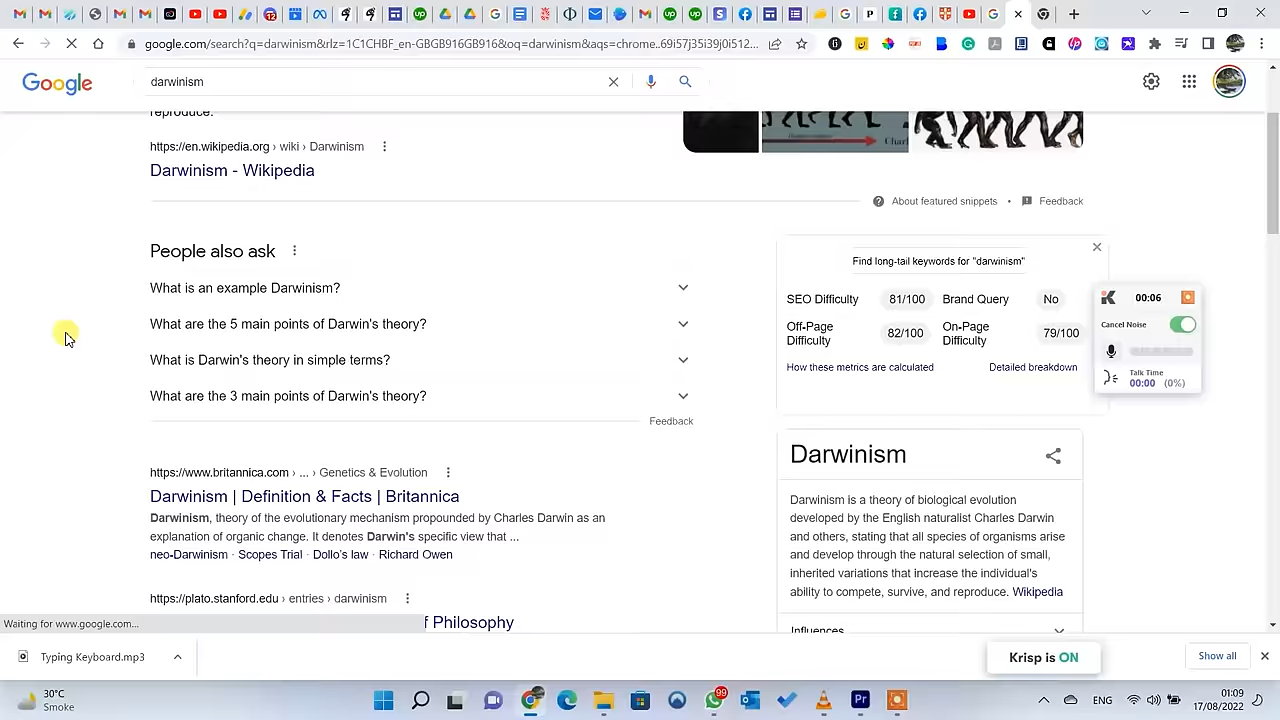 12
google.com/search?q=darwinism&rlz=1C1CHBF_en-GBGB916GB916&oq=darwinism&aqs=chrome..69i57j35i39j0i512...
Google
darwinism
reproduce.
https://en.wikipedia.org › wiki › Darwinism
Darwinism - Wikipedia
About featured snippets • Feedback
People also ask
What is an example Darwinism?
What are the 5 main points of Darwin's theory?
What is Darwin's theory in simple terms?
What are the 3 main points of Darwin's theory?
Feedback
https://www.britannica.com › ... › Genetics & Evolution
Darwinism | Definition & Facts | Britannica
Darwinism, theory of the evolutionary mechanism propounded by Charles Darwin as an
explanation of organic change. It denotes Darwin's specific view that ...
neo-Darwinism · Scopes Trial · Dollo's law · Richard Owen
https://plato.stanford.edu › entries › darwinism
f Philosophy
Find long-tail keywords for "darwinism"
SEO Difficulty 81/100 Brand Query No
Off-Page Difficulty 82/100 On-Page Difficulty 79/100
How these metrics are calculated Detailed breakdown
Darwinism
Darwinism is a theory of biological evolution
developed by the English naturalist Charles Darwin
and others, stating that all species of organisms arise
and develop through the natural selection of small,
inherited variations that increase the individual's
ability to compete, survive, and reproduce. Wikipedia
Influences
00:06
Cancel Noise
Talk Time
00:00 (0%)
Waiting for www.google.com...
Typing Keyboard.mp3
Krisp is ON
Show all
30°C
Smoke
99
Pr
ENG
01:09
17/08/2022